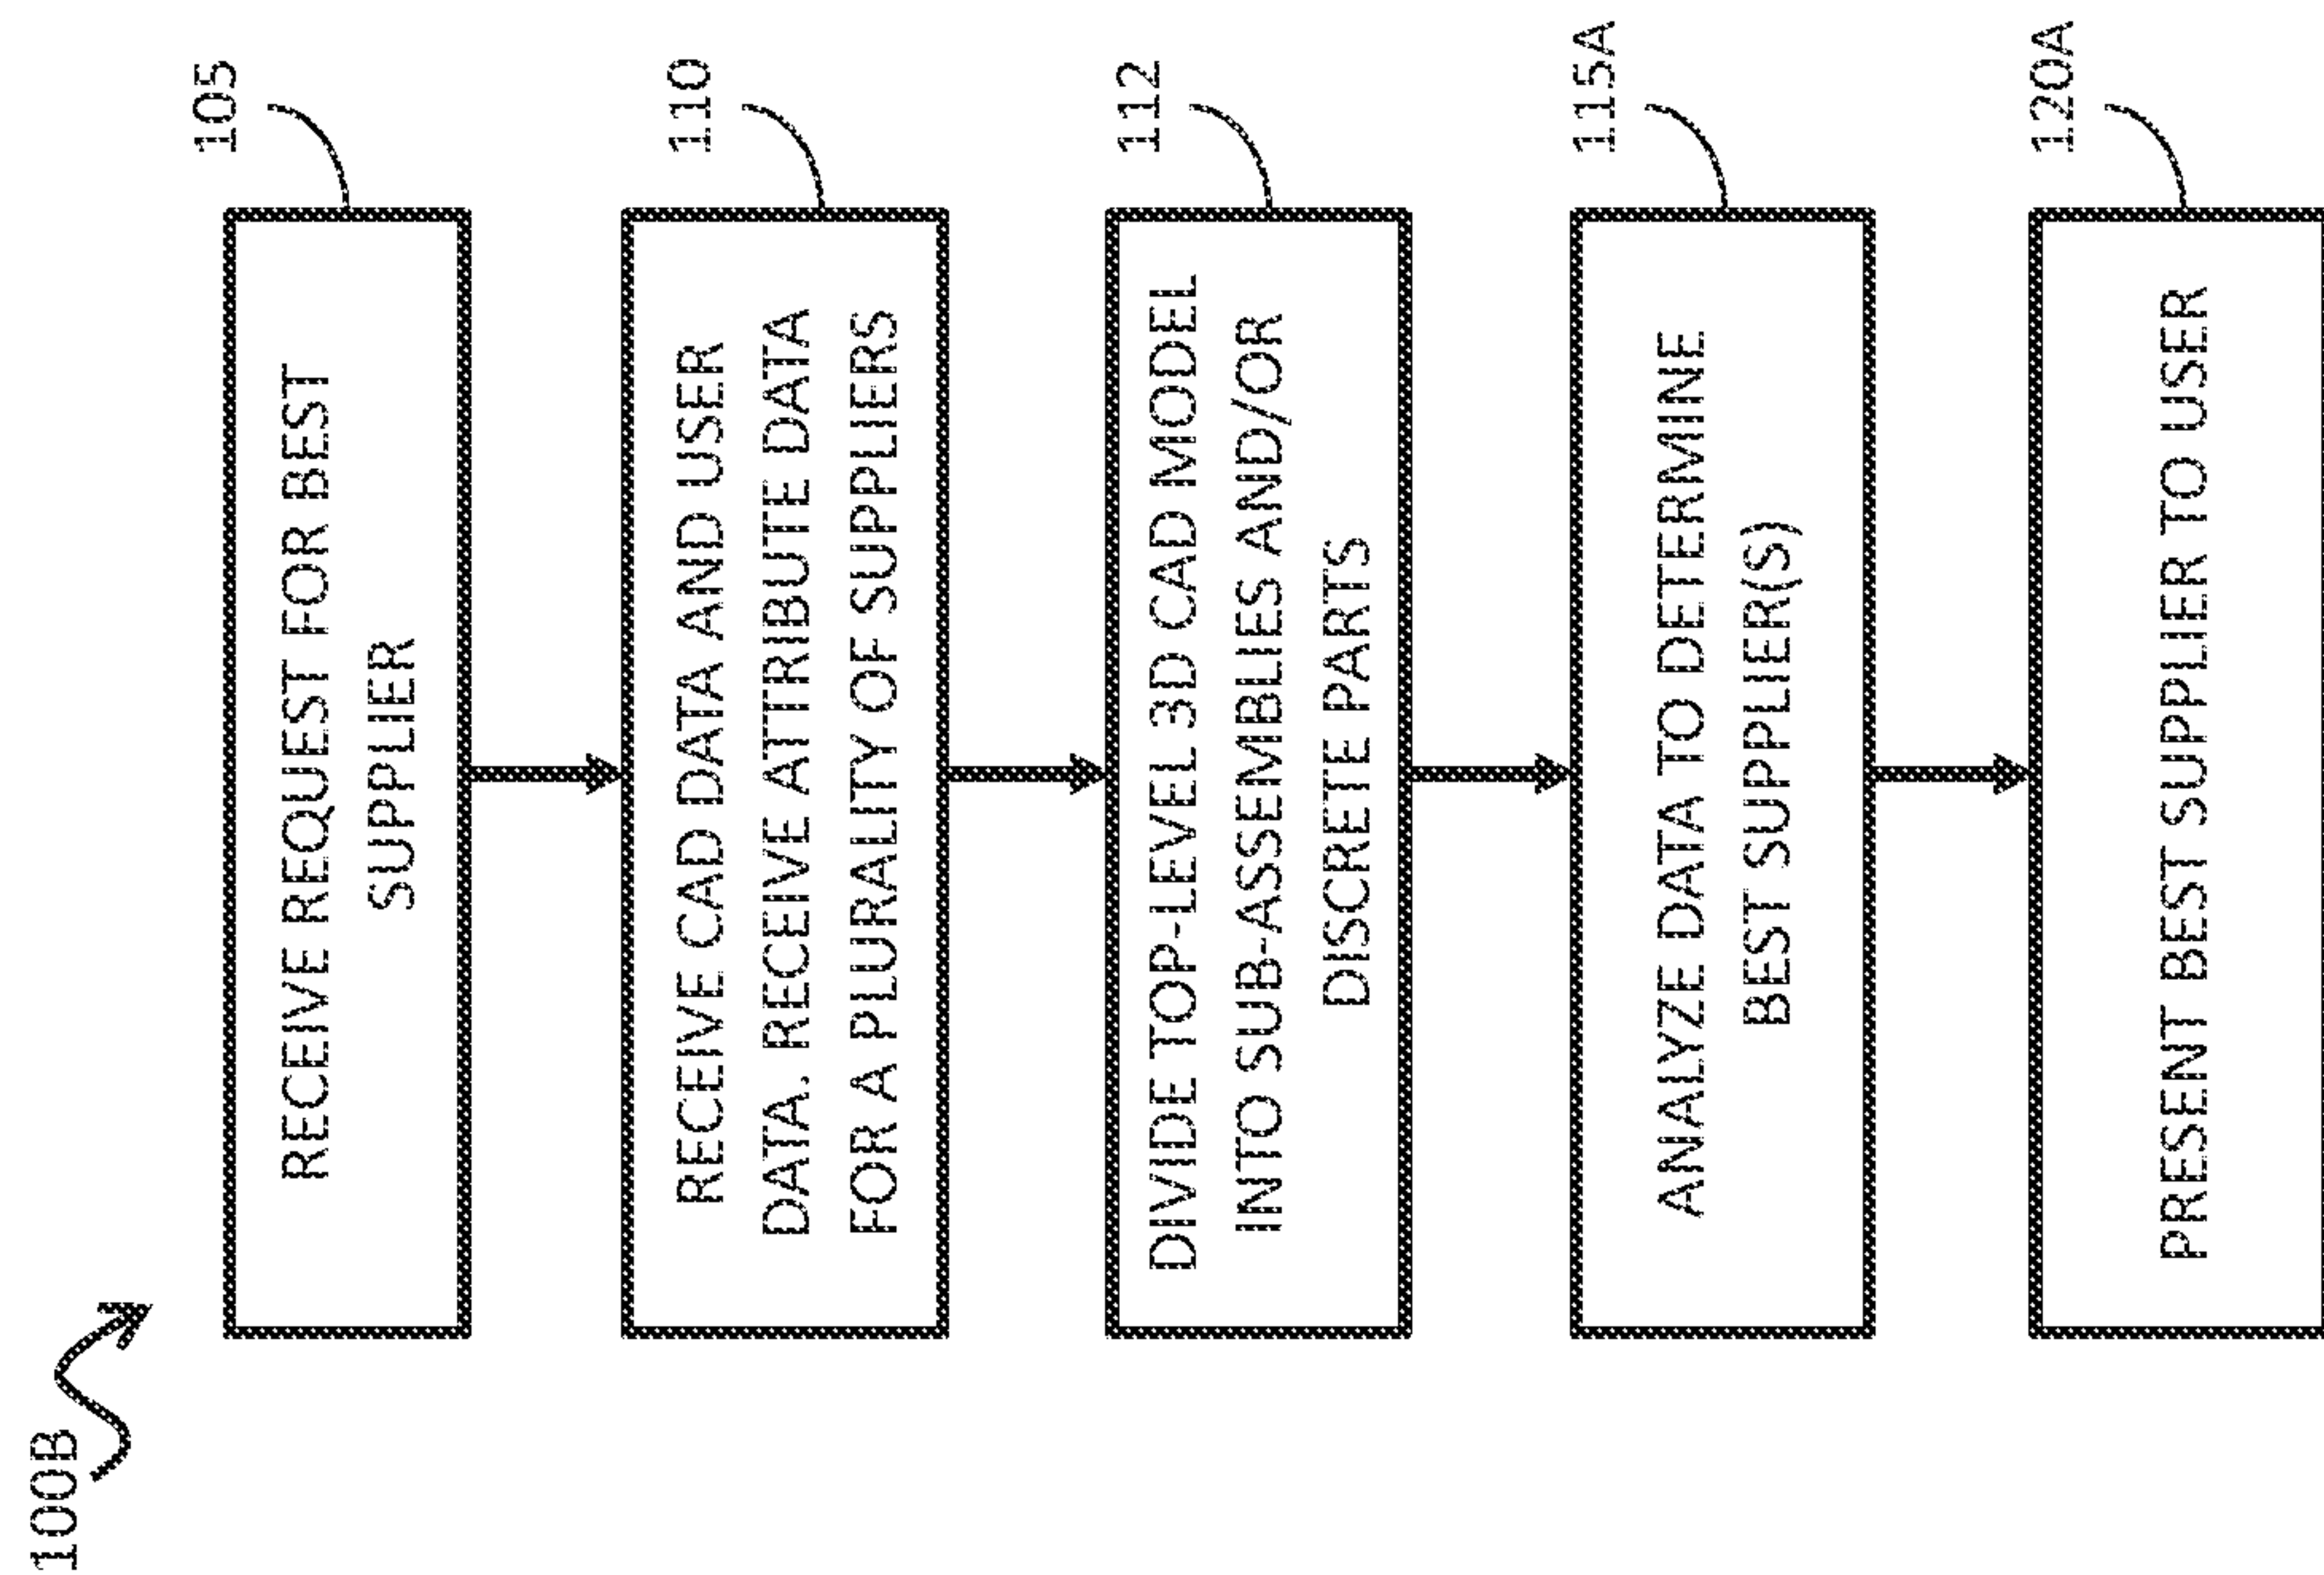 100B
105
RECEIVE REQUEST FOR BEST
SUPPLIER
110
RECEIVE CAD DATA AND USER
DATA. RECEIVE ATTRIBUTE DATA
FOR A PLURALITY OF SUPPLIERS
112
DIVIDE TOP-LEVEL 3D CAD MODEL
INTO SUB-ASSEMBLIES AND/OR
DISCRETE PARTS
115A
ANALYZE DATA TO DETERMINE
BEST SUPPLIER(S)
120A
PRESENT BEST SUPPLIER TO USER